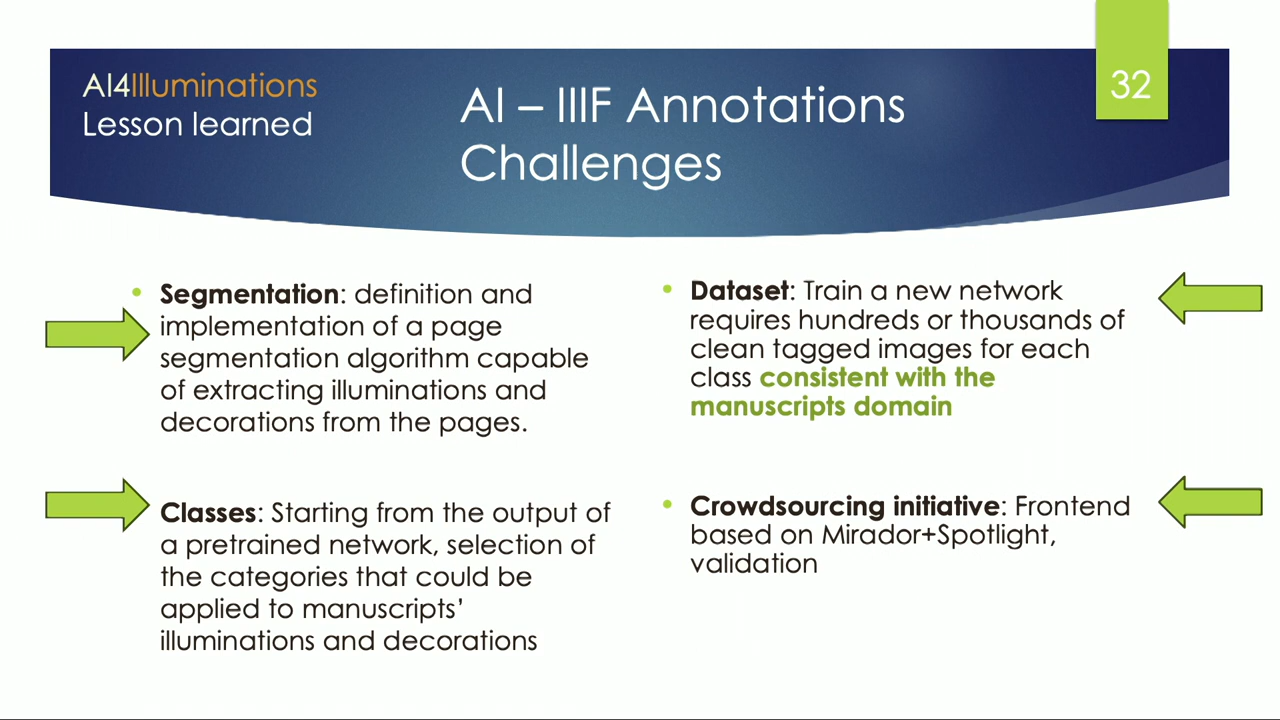 AI4Illuminations
Lesson learned
AI – IIIF Annotations
Challenges
32
• Segmentation: definition and
implementation of a page
segmentation algorithm capable
of extracting illuminations and
decorations from the pages.
Classes: Starting from the output of
a pretrained network, selection of
the categories that could be
applied to manuscripts’
illuminations and decorations
• Dataset: Train a new network
requires hundreds or thousands of
clean tagged images for each
class consistent with the
manuscripts domain
• Crowdsourcing initiative: Frontend
based on Mirador+Spotlight,
validation